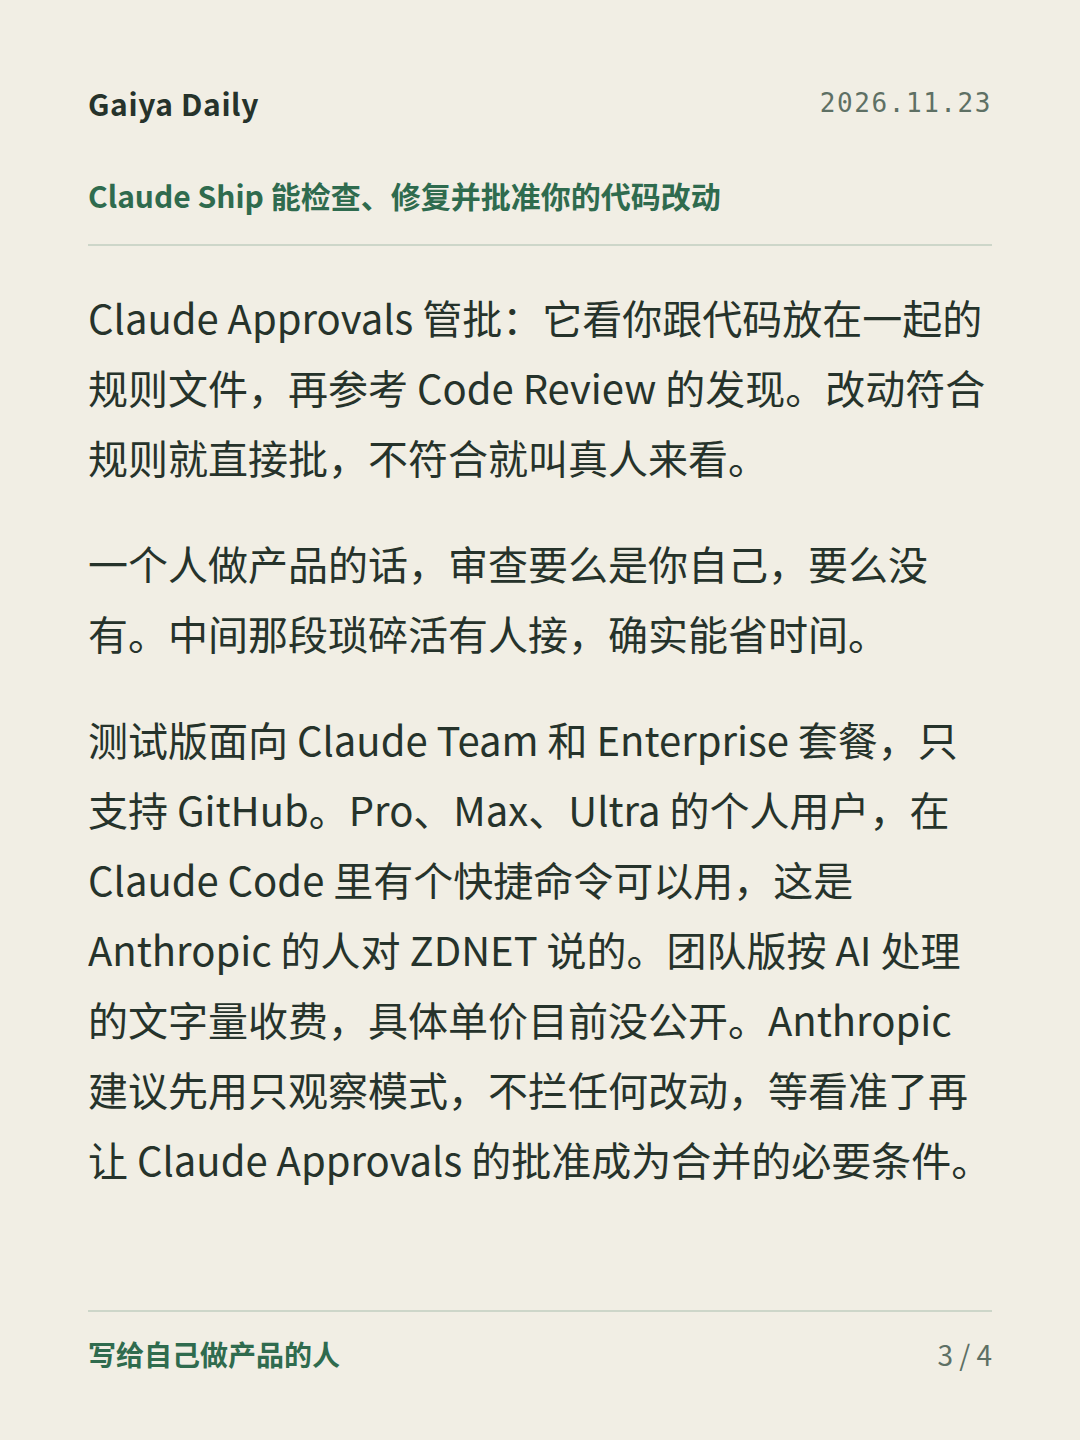 Gaiya Daily
2026.11.23
Claude Ship 能检查、修复并批准你的代码改动
Claude Approvals 管批：它看你跟代码放在一起的
规则文件，再参考 Code Review 的发现。改动符合
规则就直接批，不符合就叫真人来看。
一个人做产品的话，审查要么是你自己，要么没
有。中间那段琐碎活有人接，确实能省时间。
测试版面向 Claude Team 和 Enterprise 套餐，只
支持 GitHub。Pro、Max、Ultra 的个人用户，在
Claude Code 里有个快捷命令可以用，这是
Anthropic 的人对 ZDNET 说的。团队版按 AI 处理
的文字量收费，具体单价目前没公开。Anthropic
建议先用只观察模式，不拦任何改动，等看准了再
让 Claude Approvals 的批准成为合并的必要条件。
写给自己做产品的人
3 / 4